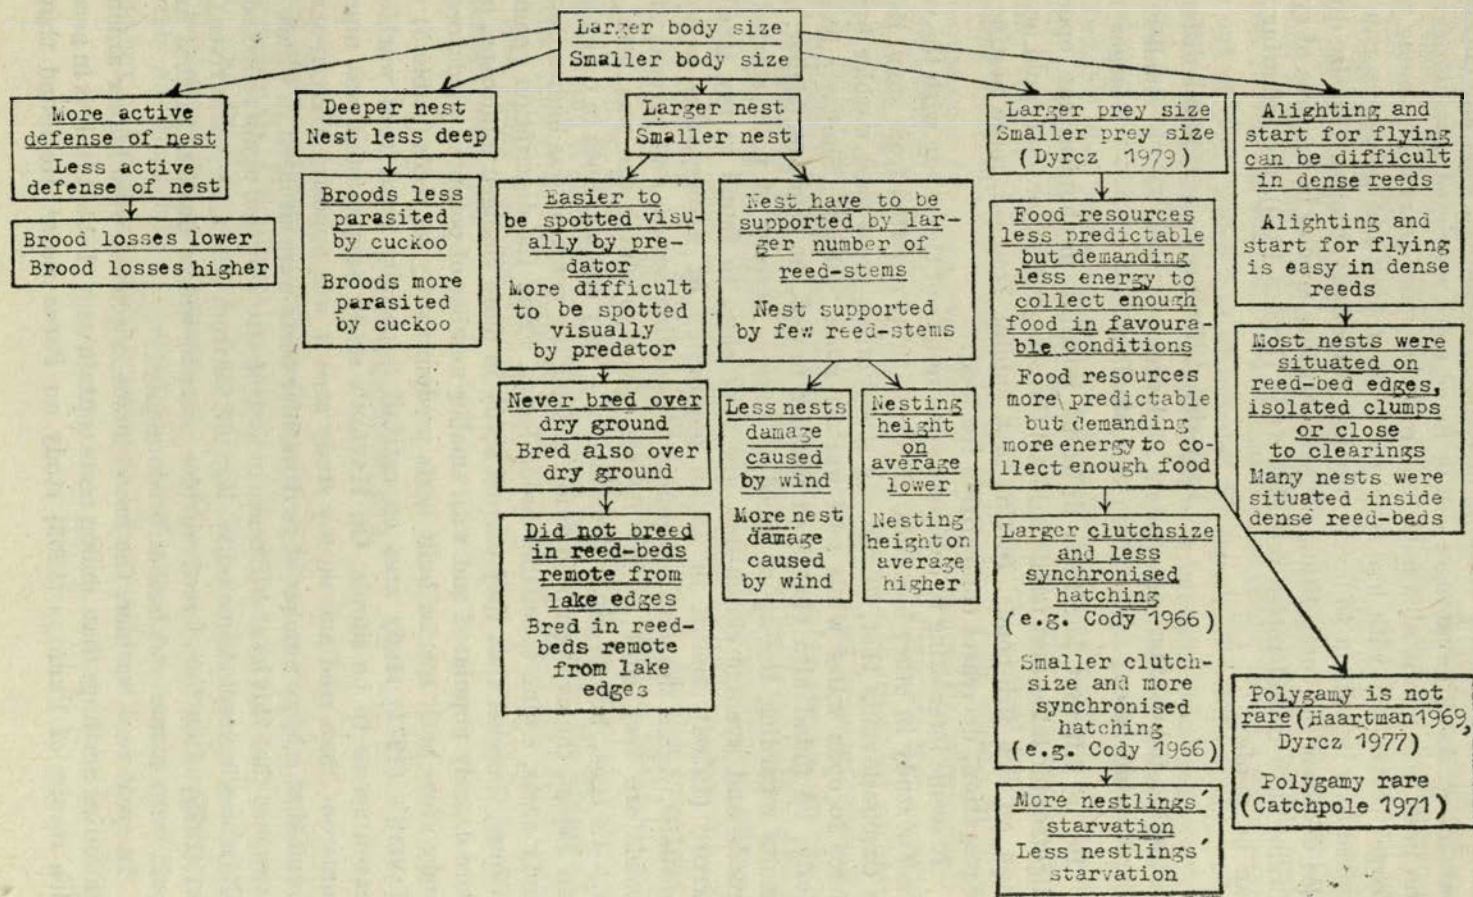 Larger body size
Smaller body size
More active
defense of nest
Less active
defense of nest
Brood losses lower
Brood losses higher
Deeper nest
Nest less deep
Broods less
parasited
by cuckoo
Broods more
parasited
by cuckoo
Larger nest
Smaller nest
Easier to
be spotted visu-
ally by pre-
dator
More difficult
to be spotted
visually
by predator
Never bred over
dry ground
Bred also over
dry ground
Did not breed
in reed-beds
remote from
lake edges
Bred in reed-
beds remote
from lake
edges
Nest have to be
supported by lar-
ger number of
reed-stems
Nest supported
by few reed-stems
Less nests
damage
caused
by wind
More nest
damage
caused
by wind
Nesting
height
on
average
lower
Nesting
height on
average
higher
Larger prey size
Smaller prey size
(Dyrcz 1979)
Food resources
less predictable
but demanding
less energy to
collect enough
food in favoura-
ble conditions
Food resources
more predictable
but demanding
more energy to co-
llect enough food
Larger clutchsize
and less
synchronised
hatching
(e.g. Cody 1966)
Smaller clutch-
size and more
synchronised
hatching
(e.g. Cody 1966)
More nestlings´
starvation
Less nestlings´
starvation
Alighting and
start for flying
can be difficult
in dense reeds
Alighting and
start for flying
is easy in dense
reeds
Most nests were
situated on
reed-bed edges,
isolated clumps
or close
to clearings
Many nests were
situated inside
dense reed-beds
Polygamy is not
rare (Haartman 1969,
Dyrcz 1977)
Polygamy rare
(Catchpole 1971)